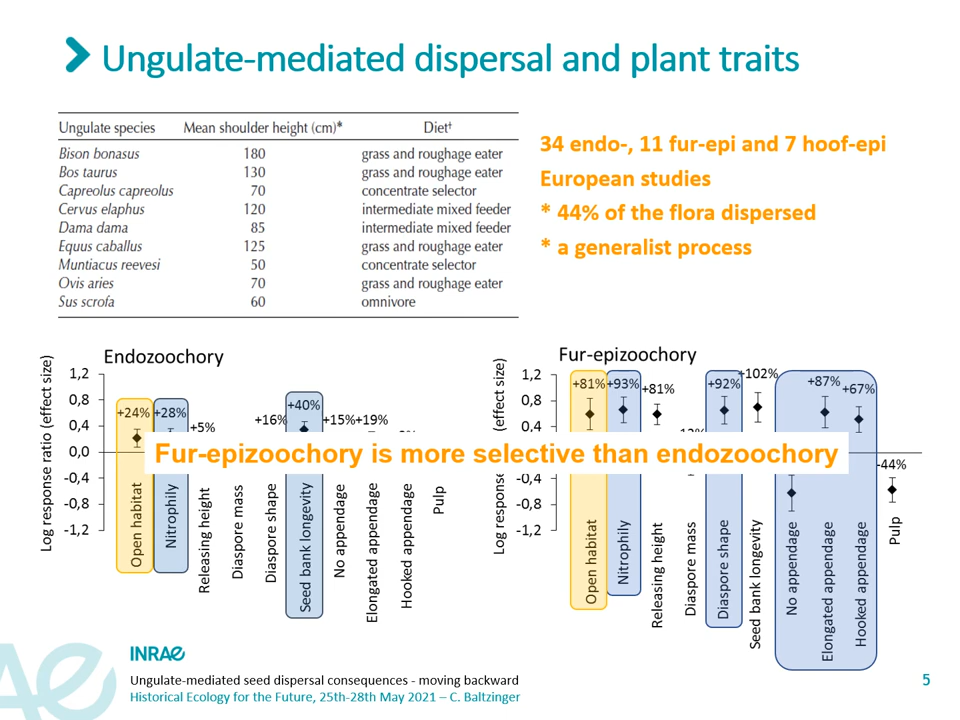 Ungulate-mediated dispersal and plant traits
Ungulate species Mean shoulder height (cm)* Diet†
Bison bonasus 180 grass and roughage eater
Bos taurus 130 grass and roughage eater
Capreolus capreolus 70 concentrate selector
Cervus elaphus 120 intermediate mixed feeder
Dama dama 85 intermediate mixed feeder
Equus caballus 125 grass and roughage eater
Muntiacus reevesi 50 concentrate selector
Ovis aries 70 grass and roughage eater
Sus scrofa 60 omnivore
34 endo-, 11 fur-epi and 7 hoof-epi
European studies
* 44% of the flora dispersed
* a generalist process
Endozoochory
Log response ratio (effect size)
1,2
0,8
0,4
0,0
-0,4
-0,8
-1,2
+24%
+28%
+5%
+16%
+40%
+15%
+19%
Open habitat
Nitrophily
Releasing height
Diaspore mass
Diaspore shape
Seed bank longevity
No appendage
Elongated appendage
Hooked appendage
Pulp
Fur-epizoochory
Log response (effect size)
1,2
0,8
0,4
-0,4
-0,8
-1,2
+81%
+93%
+81%
+92%
+102%
+87%
+67%
-44%
Open habitat
Nitrophily
Releasing height
Diaspore mass
Diaspore shape
Seed bank longevity
No appendage
Elongated appendage
Hooked appendage
Pulp
Fur-epizoochory is more selective than endozoochory
INRAE
Ungulate-mediated seed dispersal consequences - moving backward
Historical Ecology for the Future, 25th-28th May 2021 – C. Baltzinger
5